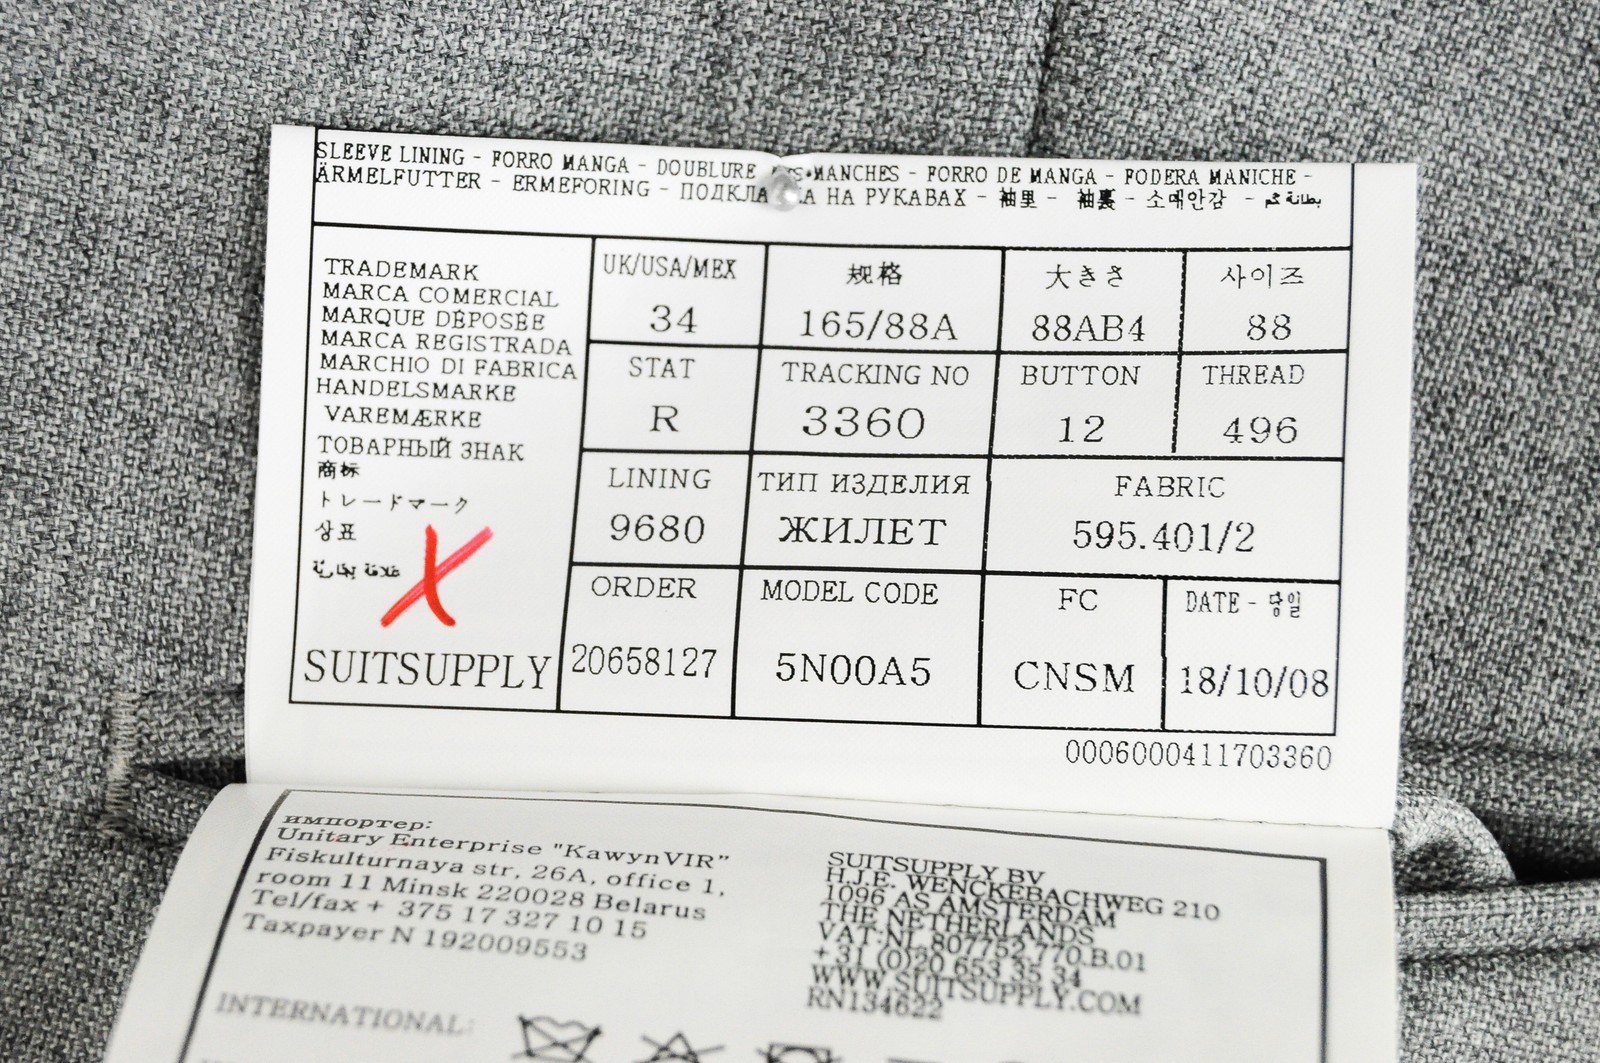 SLEEVE LINING - FORRO MANGA - DOUBLURE MANCHES - FORRO DE MANGA - FODERA MANICHE -
ÄRMELFUTTER - ERMEFORING - НА РУКАВАХ - 袖里 - 袖裏 - 소매안감 - بطانة كم
TRADEMARK
MARCA COMERCIAL
MARQUE DÉPOSÉE
MARCA REGISTRADA
MARCHIO DI FABRICA
HANDELSMARKE
VAREMÆRKE
ТОВАРНЫЙ ЗНАК
商标
トレードマーク
상표
SUITSUPPLY
UK/USA/MEX
34
规格
165/88A
大きさ
88AB4
사이즈
88
STAT
R
TRACKING NO
3360
BUTTON
12
THREAD
496
LINING
9680
ТИП ИЗДЕЛИЯ
ЖИЛЕТ
FABRIC
595.401/2
ORDER
20658127
MODEL CODE
5N00A5
FC
CNSM
DATE -
18/10/08
0006000411703360
импортер:
Unitary Enterprise "KawynVIR"
Fiskulturnaya str, 26A, office 1,
room 11 Minsk 220028 Belarus
Tel/fax + 375 17 327 10 15
Taxpayer N 192009553
SUITSUPPLY BV
H.J.E. WENCKEBACHWEG 210
1096 AS AMSTERDAM
THE NETHERLANDS
VAT:NL 807752.770.B.01
+ 31 (0)20 653 35 34
WWW.SUITSUPPLY.COM
RN134622
INTERNATIONAL: